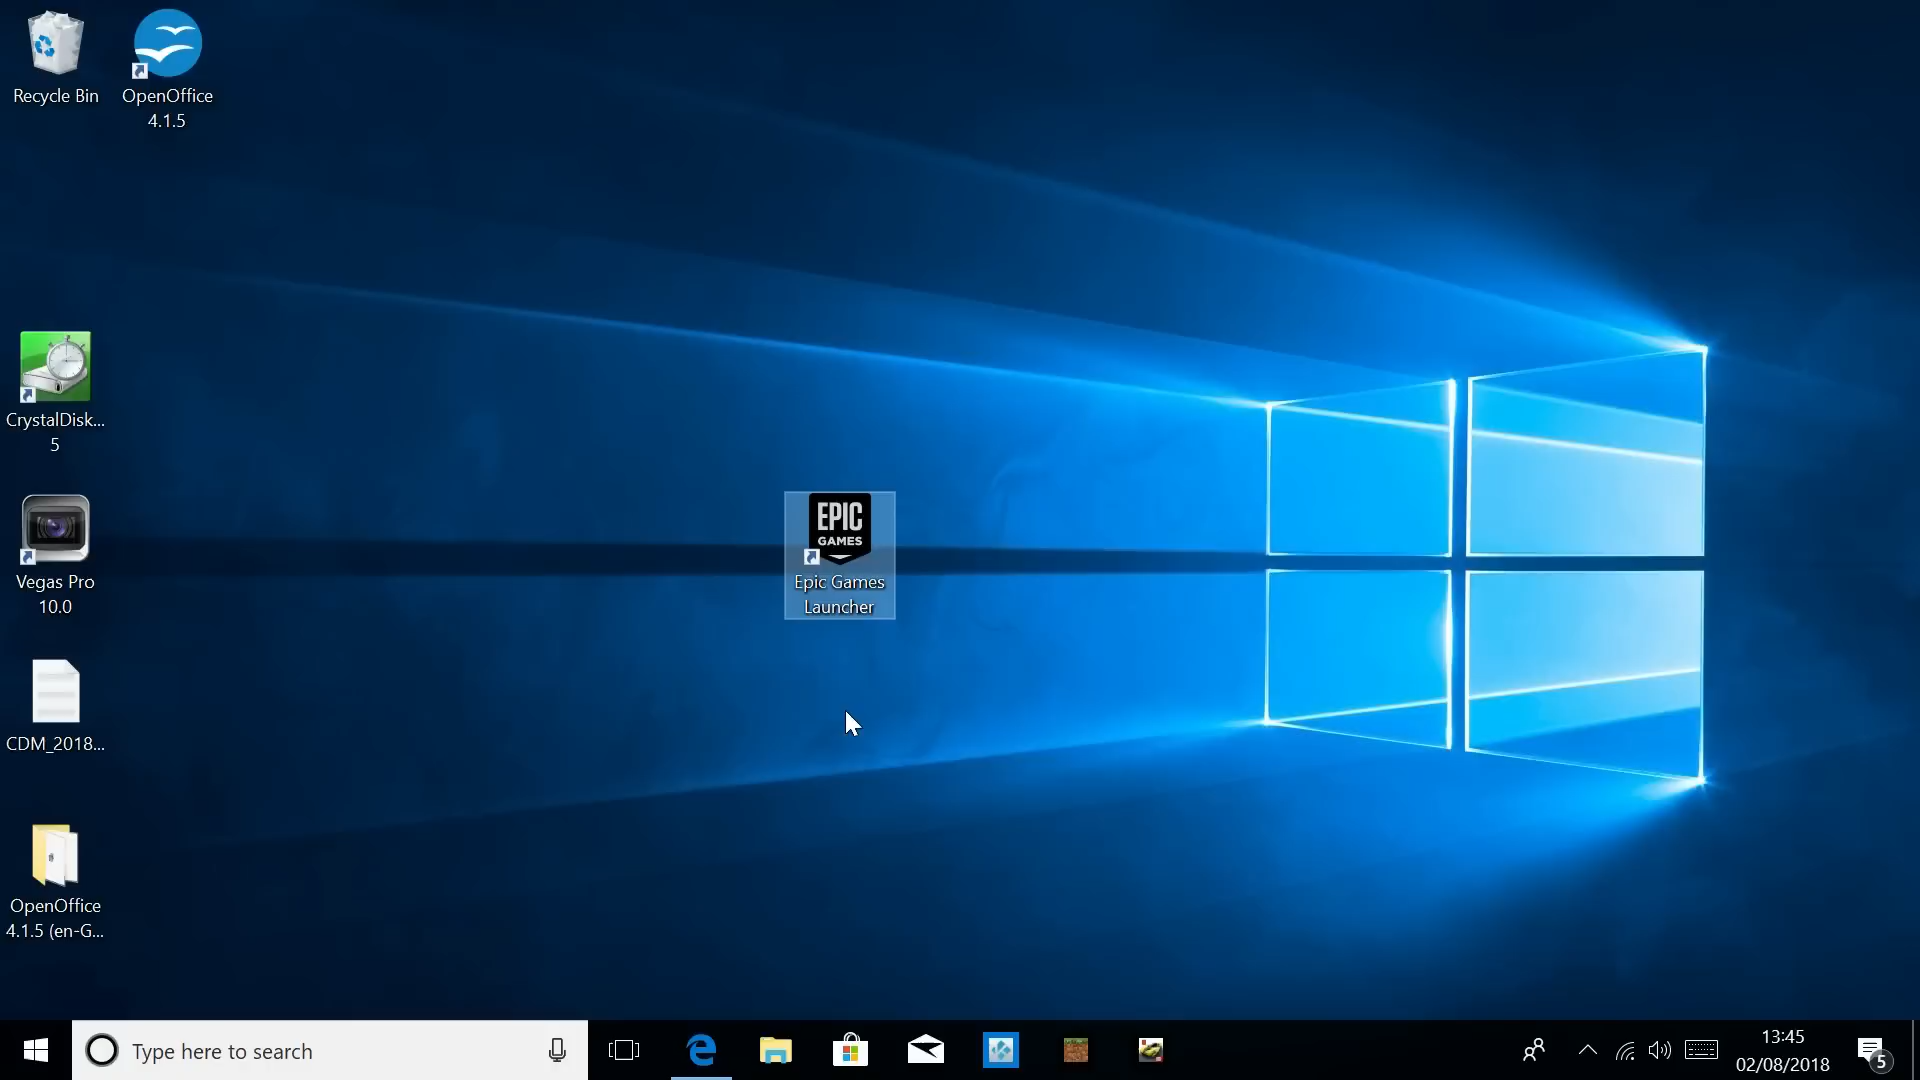 Recycle Bin
OpenOffice
4.1.5
CrystalDisk...
5
Vegas Pro
10.0
CDM_2018...
OpenOffice
4.1.5 (en-G...
EPIC
GAMES
Epic Games
Launcher
Type here to search
13:45
02/08/2018
5